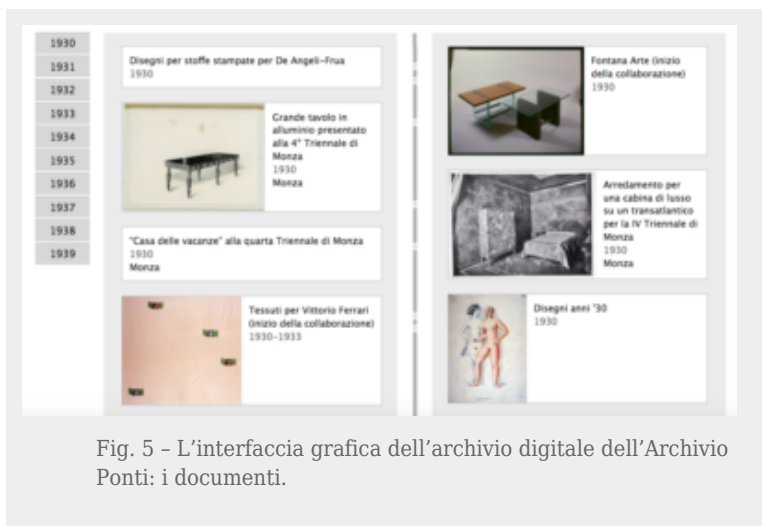 1930
1931
1932
1933
1934
1935
1936
1937
1938
1939
Disegni per stoffe stampate per De Angeli-Frua
1930
Grande tavolo in
alluminio presentato
alla 4° Triennale di
Monza
1930
Monza
"Casa delle vacanze" alla quarta Triennale di Monza
1930
Monza
Tessuti per Vittorio Ferrari
(inizio della collaborazione)
1930-1933
Fontana Arte (inizio
della collaborazione)
1930
Arredamento per
una cabina di lusso
su un transatlantico
per la IV Triennale di
Monza
1930
Monza
Disegni anni '30
1930
Fig. 5 – L'interfaccia grafica dell'archivio digitale dell'Archivio
Ponti: i documenti.